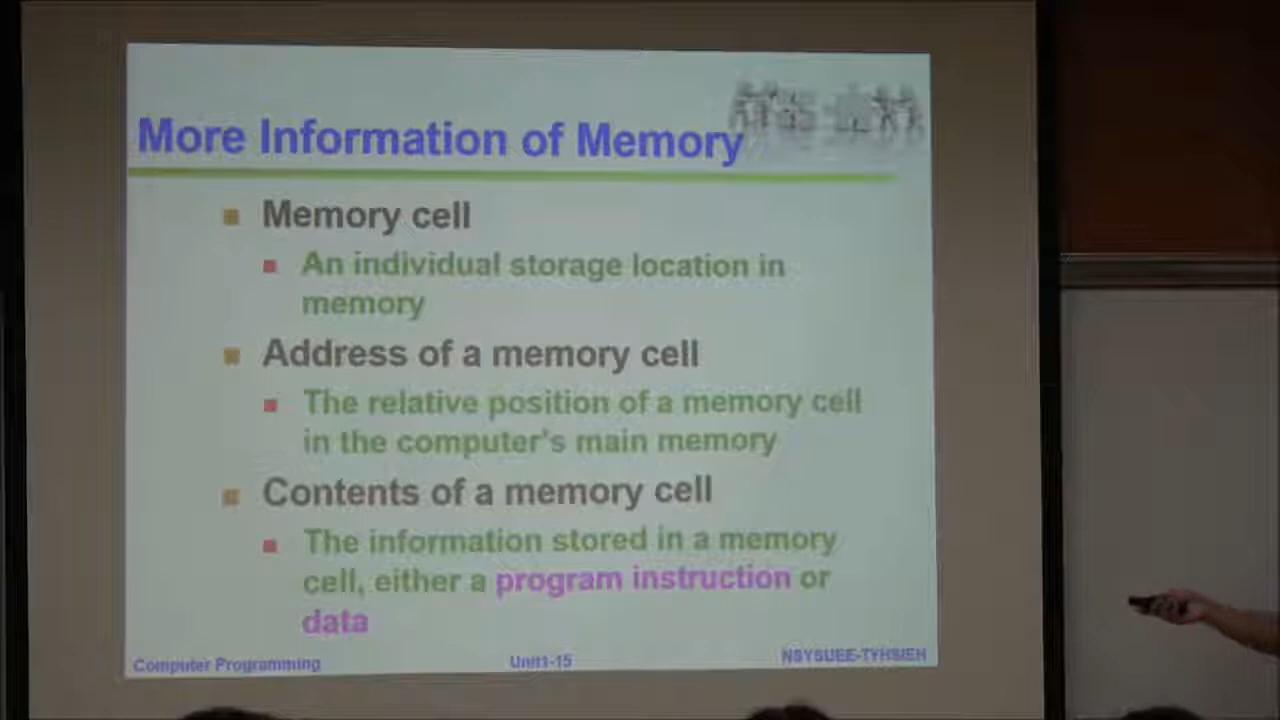 More Information of Memory
Memory cell
An individual storage location in
memory
Address of a memory cell
The relative position of a memory cell
in the computer's main memory
Contents of a memory cell
The information stored in a memory
cell, either a program instruction or
data
Computer Programming
Unit1-15
NSYSUEE-TYHSIEH